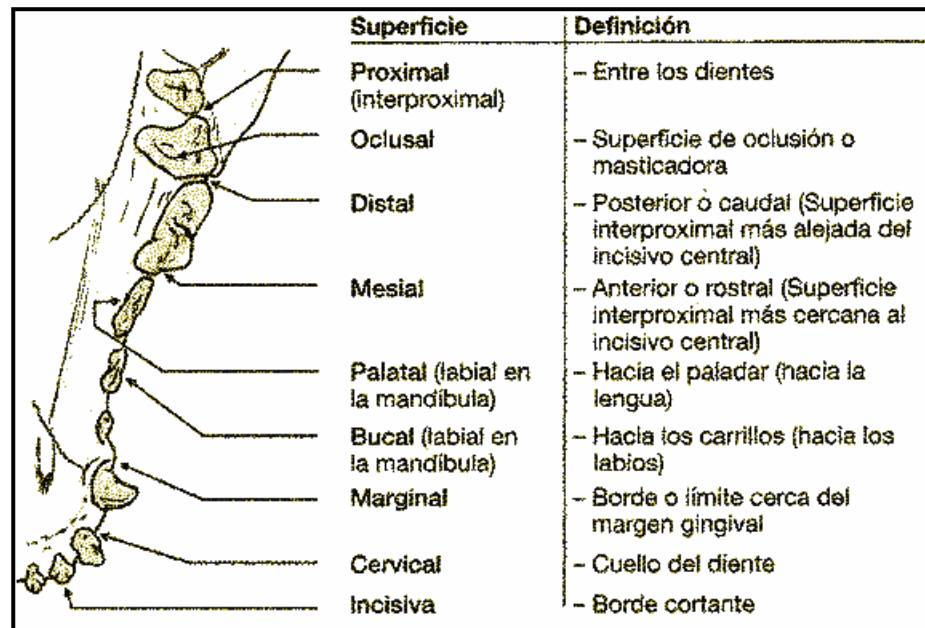 Superficie Definición
Proximal – Entre los dientes
(interproximal)
Oclusal – Superficie de oclusión o
masticadora
Distal – Posterior o caudal (Superficie
interproximal más alejada del
incisivo central)
Mesial – Anterior o rostral (Superficie
interproximal más cercana al
incisivo central)
Palatal (labial en – Hacia el paladar (hacia la
la mandíbula) lengua)
Bucal (labial en – Hacia los carrillos (hacia los
la mandíbula) labios)
Marginal – Borde o límite cerca del
margen gingival
Cervical – Cuello del diente
Incisiva – Borde cortante